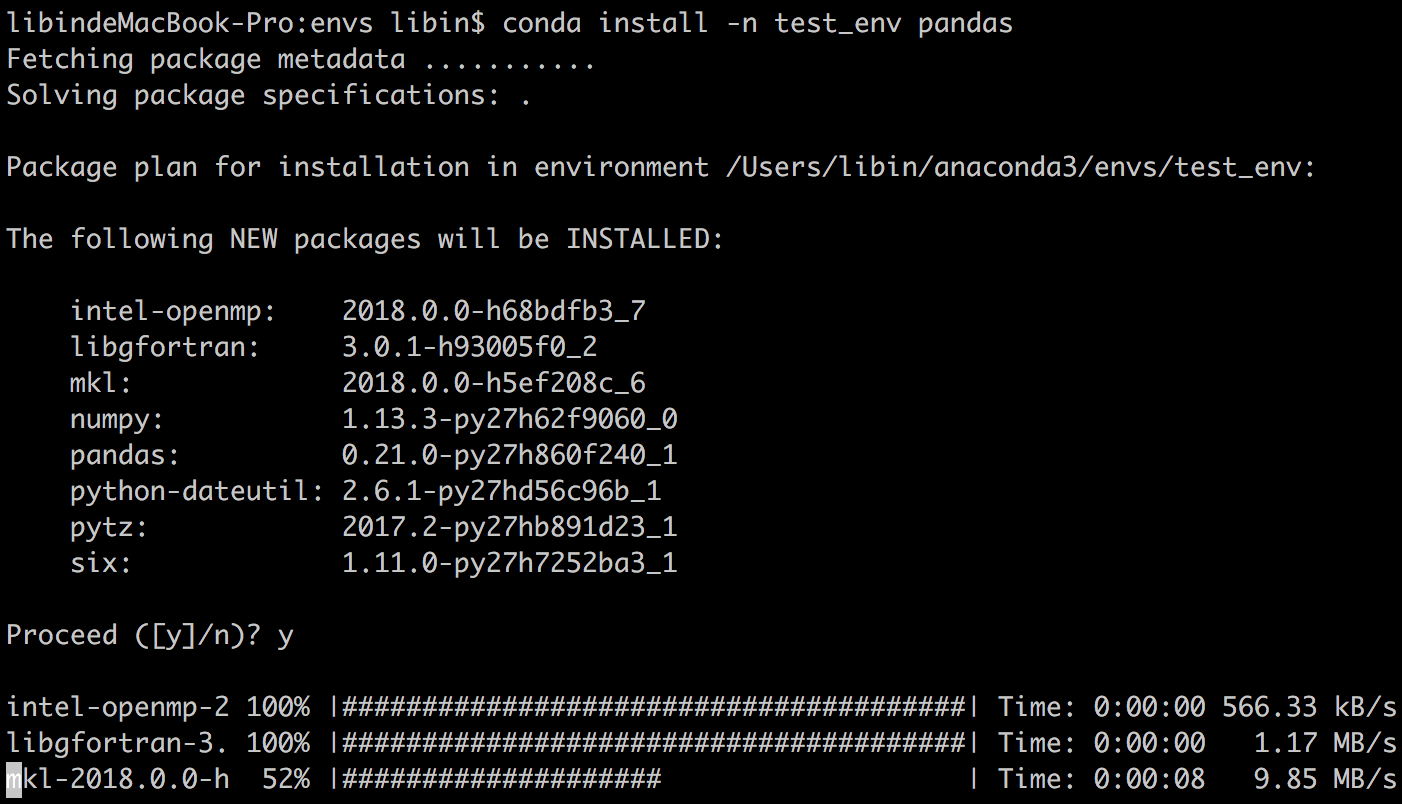 libindeMacBook-Pro:envs libin$ conda install -n test_env pandas
Fetching package metadata ...........
Solving package specifications: .
Package plan for installation in environment /Users/libin/anaconda3/envs/test_env:
The following NEW packages will be INSTALLED:
intel-openmp: 2018.0.0-h68bdfb3_7
libgfortran: 3.0.1-h93005f0_2
mkl: 2018.0.0-h5ef208c_6
numpy: 1.13.3-py27h62f9060_0
pandas: 0.21.0-py27h860f240_1
python-dateutil: 2.6.1-py27hd56c96b_1
pytz: 2017.2-py27hb891d23_1
six: 1.11.0-py27h7252ba3_1
Proceed ([y]/n)? y
intel-openmp-2 100% |#######################################| Time: 0:00:00 566.33 kB/s
libgfortran-3. 100% |#######################################| Time: 0:00:00 1.17 MB/s
mkl-2018.0.0-h 52% |#################### | Time: 0:00:08 9.85 MB/s